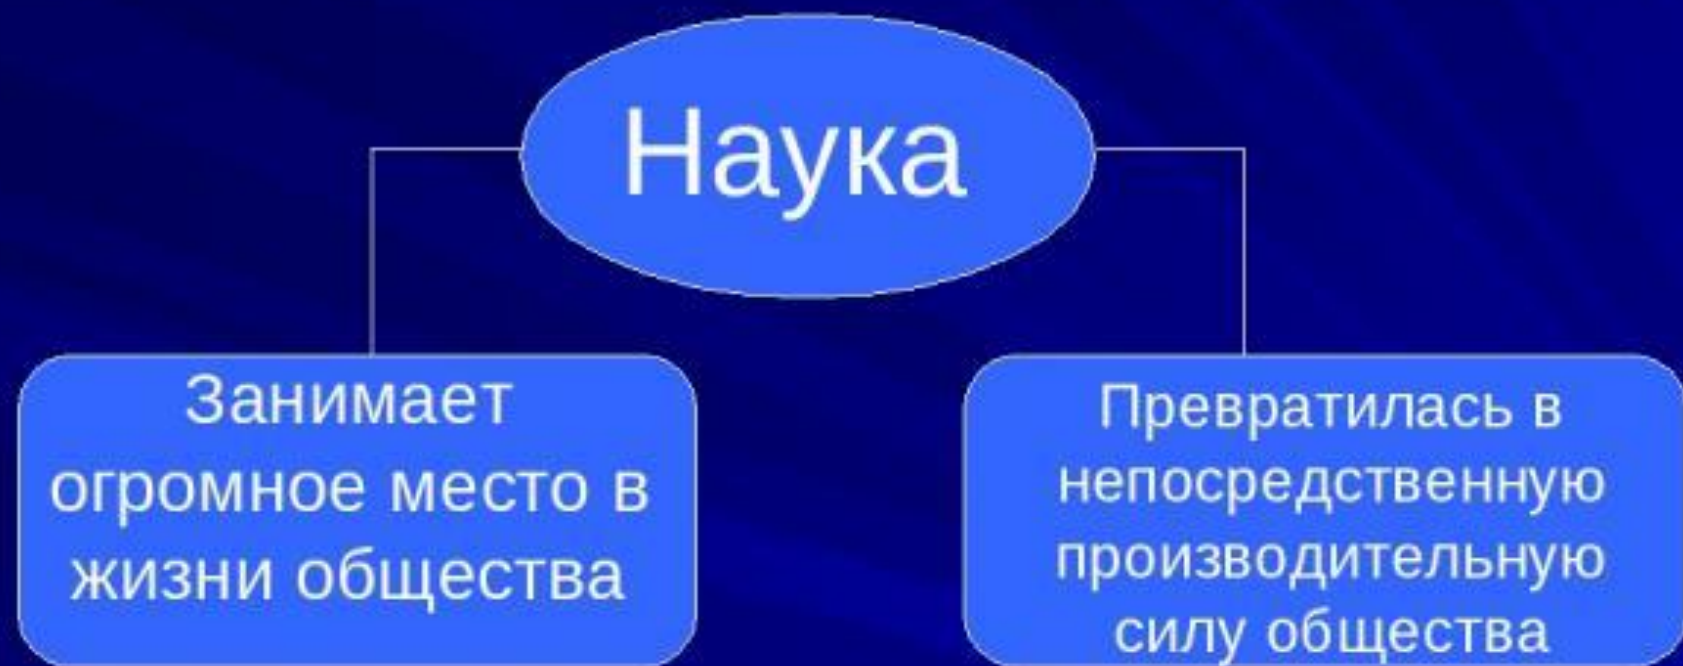 Наука
Занимает
огромное место в
жизни общества
Превратилась в
непосредственную
производительную
силу общества